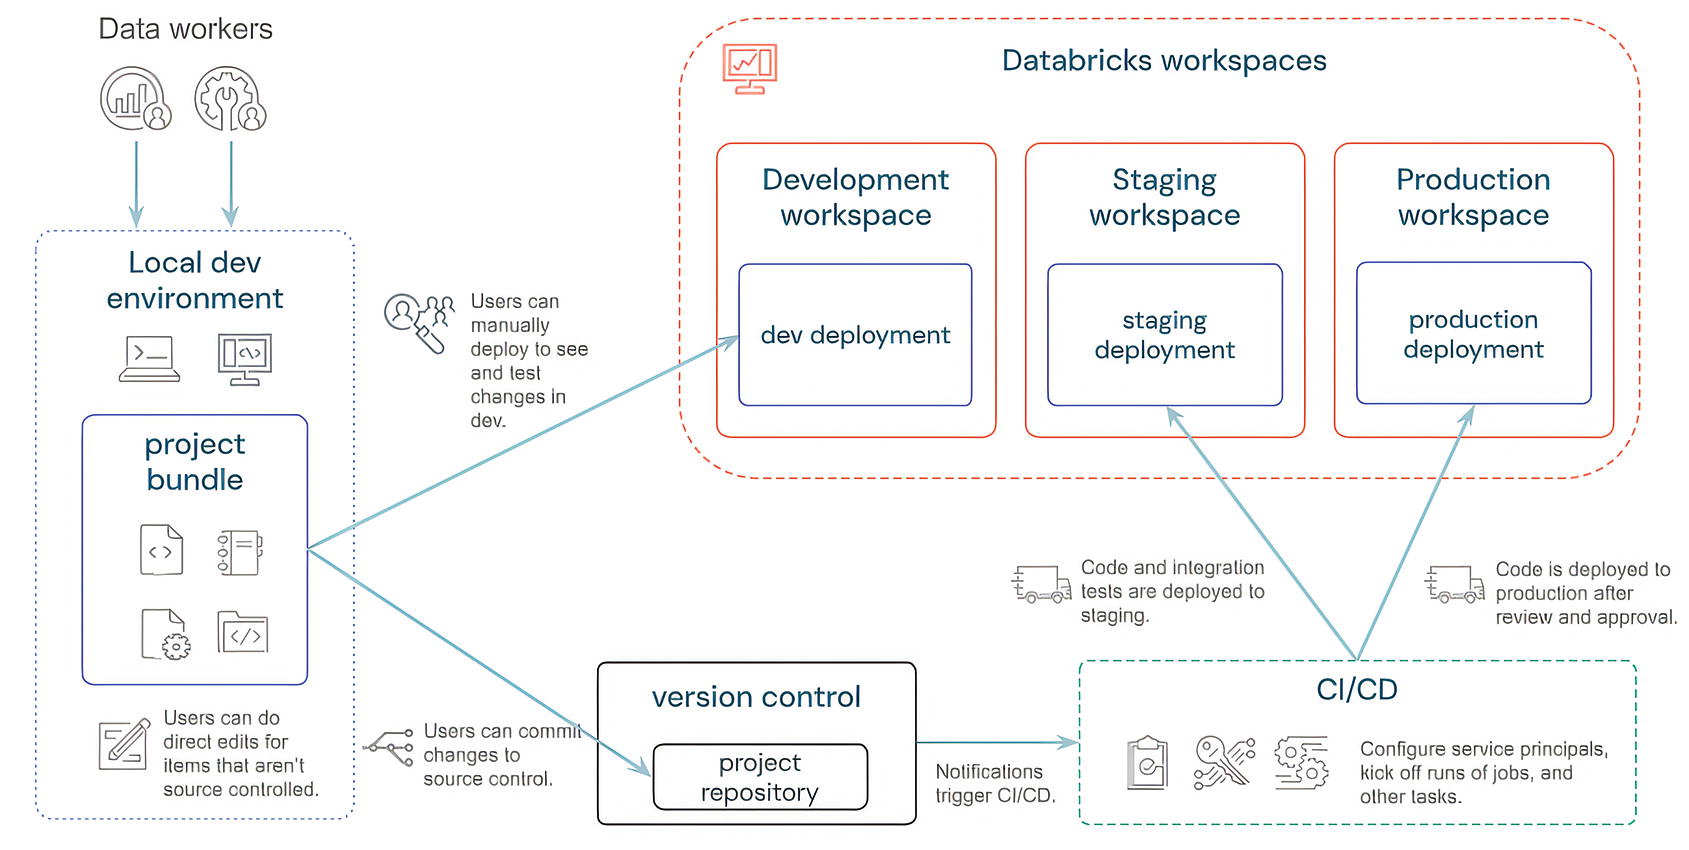 Data workers
Local dev
environment
project
bundle
Users can do
direct edits for
items that aren't
source controlled.
Users can
manually
deploy to see
and test
changes in
dev.
Users can commit
changes to
source control.
version control
project
repository
Notifications
trigger CI/CD.
Databricks workspaces
Development
workspace
dev deployment
Staging
workspace
staging
deployment
Production
workspace
production
deployment
Code and integration
tests are deployed to
staging.
Code is deployed to
production after
review and approval.
CI/CD
Configure service principals,
kick off runs of jobs, and
other tasks.